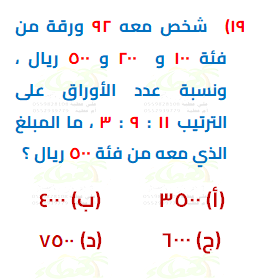 ١٩) شخص معه ٩٢ ورقة من
فئة ١٠٠ و ٢٠٠ و ٥٠٠ ريال ،
ونسبة عدد الأوراق على
الترتيب ١١ : ٩ : ٣ ، ما المبلغ
الذي معه من فئة ٥٠٠ ريال ؟
(أ) ٣٥٠٠ (ب) ٤٠٠٠
(ج) ٦٠٠٠ (د) ٧٥٠٠